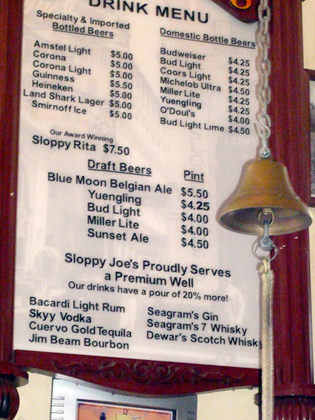 DRINK MENU
Specialty & Imported
Bottled Beers
Amstel Light $5.00
Corona $5.00
Corona Light $5.00
Guinness $5.50
Heineken $5.00
Land Shark Lager $5.00
Smirnoff Ice $5.00
Domestic Bottle Beers
Budweiser $4.25
Bud Light $4.25
Coors Light $4.25
Michelob Ultra $4.50
Miller Lite $4.25
Yuengling $4.25
O'Doul's $4.00
Bud Light Lime $4.50
Our Award Winning
Sloppy Rita $7.50
Draft Beers Pint
Blue Moon Belgian Ale $5.50
Yuengling $4.25
Bud Light $4.00
Miller Lite $4.00
Sunset Ale $4.50
Sloppy Joe's Proudly Serves
a Premium Well
Our drinks have a pour of 20% more!
Bacardi Light Rum
Skyy Vodka
Cuervo Gold Tequila
Jim Beam Bourbon
Seagram's Gin
Seagram's 7 Whisky
Dewar's Scotch Whisky